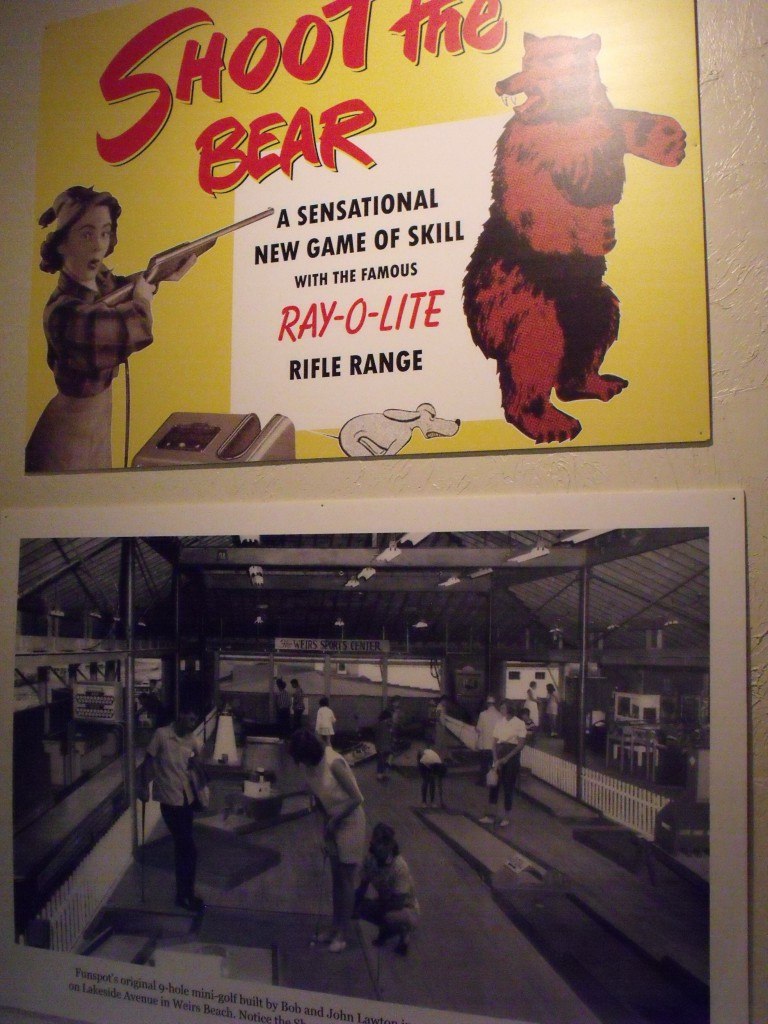 SHOOT the
BEAR
A SENSATIONAL
NEW GAME OF SKILL
WITH THE FAMOUS
RAY-O-LITE
RIFLE RANGE
The WEIRS SPORTS CENTER
Funspot's original 9-hole mini-golf built by Bob and John Lawton in
on Lakeside Avenue in Weirs Beach. Notice the